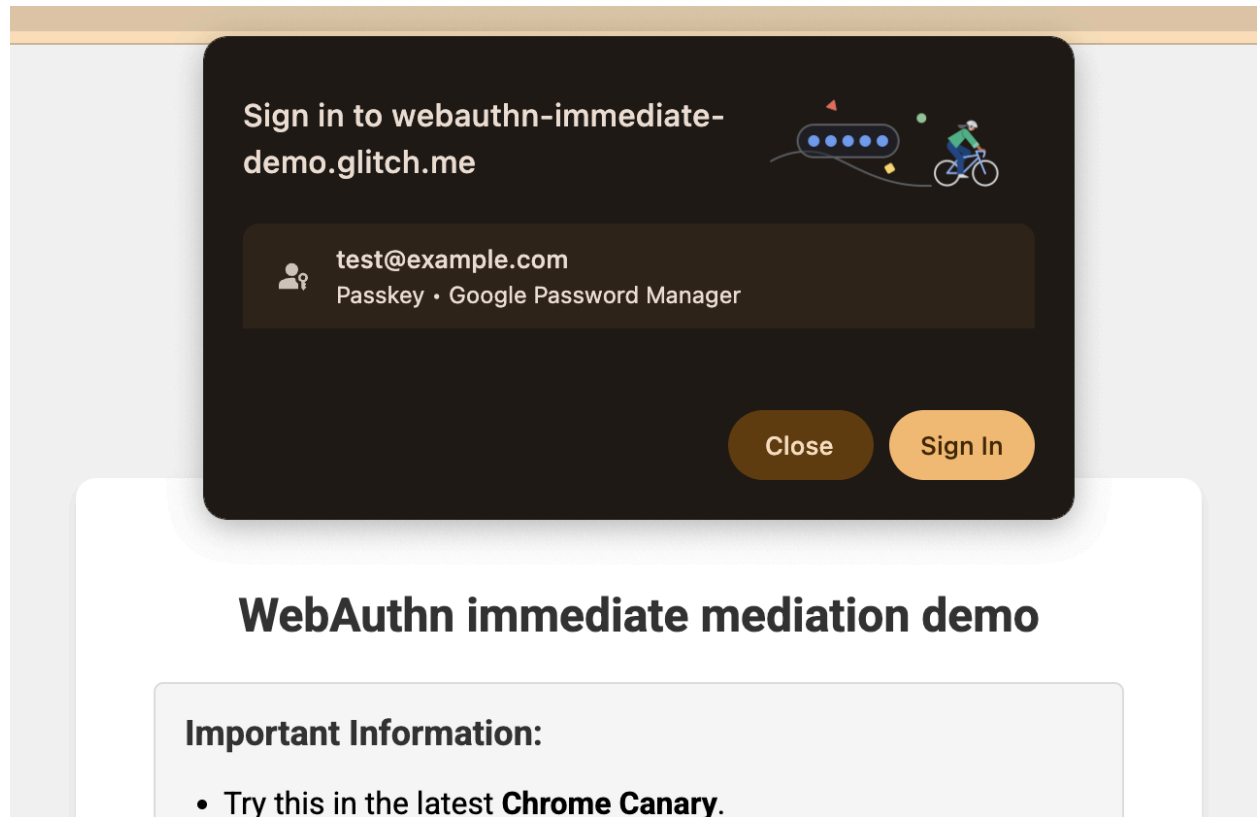 Sign in to webauthn-immediate-
demo.glitch.me
test@example.com
Passkey • Google Password Manager
Close
Sign In
WebAuthn immediate mediation demo
Important Information:
• Try this in the latest Chrome Canary.